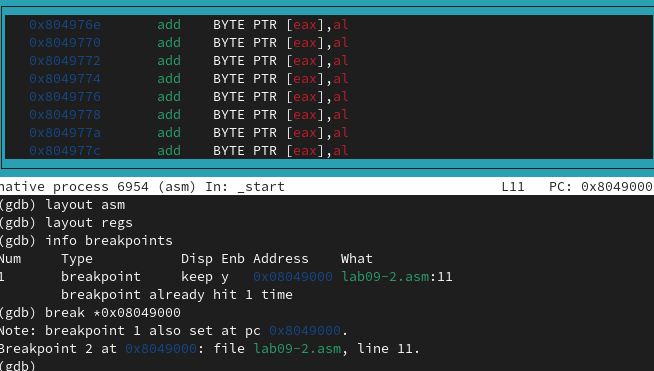 0x804976e add BYTE PTR [eax],al
0x8049770 add BYTE PTR [eax],al
0x8049772 add BYTE PTR [eax],al
0x8049774 add BYTE PTR [eax],al
0x8049776 add BYTE PTR [eax],al
0x8049778 add BYTE PTR [eax],al
0x804977a add BYTE PTR [eax],al
0x804977c add BYTE PTR [eax],al
native process 6954 (asm) In: _start L11 PC: 0x8049000
(gdb) layout asm
(gdb) layout regs
(gdb) info breakpoints
Num Type Disp Enb Address What
1 breakpoint keep y 0x08049000 lab09-2.asm:11
breakpoint already hit 1 time
(gdb) break *0x08049000
Note: breakpoint 1 also set at pc 0x8049000.
Breakpoint 2 at 0x8049000: file lab09-2.asm, line 11.
(gdb)